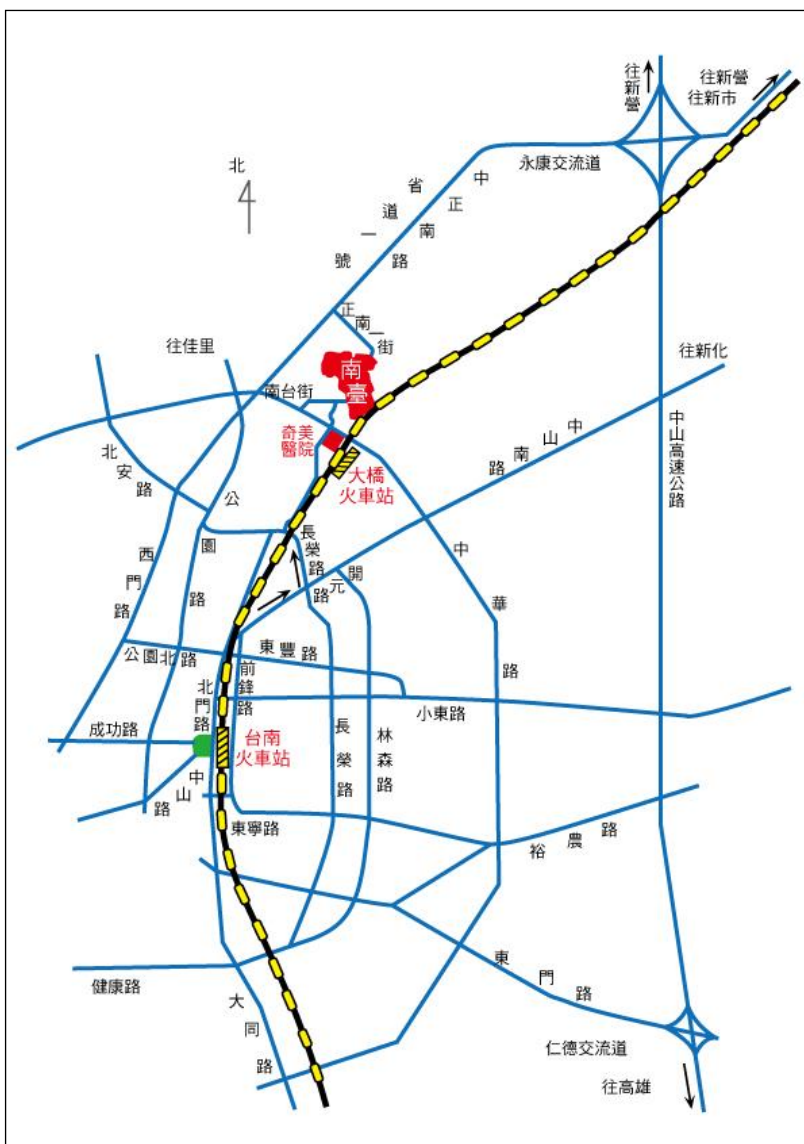 往新營
往新營
往新市
永康交流道
北
省道一號
中正南路
正南一街
往佳里
南臺
南台街
往新化
奇美
醫院
大橋
火車站
中山高速公路
中山南路
北安路
公園路
長榮路
開元路
中華路
西門路
公園北路
東豐路
前鋒路
北門路
小東路
成功路
台南
火車站
長榮路
林森路
中山路
東寧路
裕農路
東門路
健康路
大同路
仁德交流道
往高雄